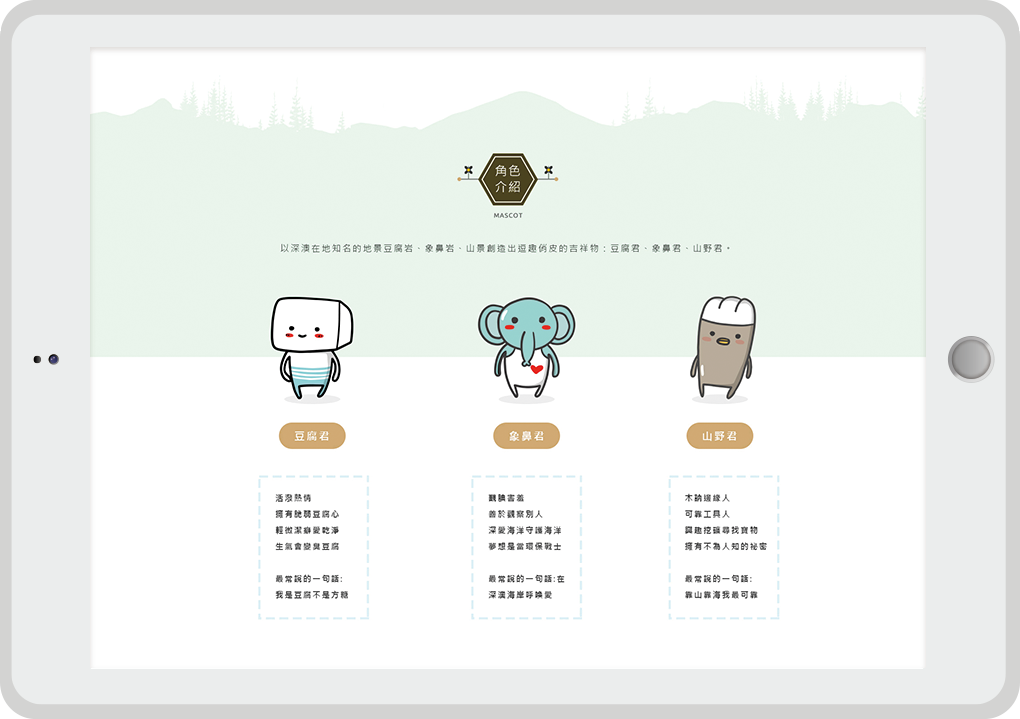 角色
介紹
MASCOT
以深澳在地知名的地景豆腐岩、象鼻岩、山景創造出逗趣俏皮的吉祥物：豆腐君、象鼻君、山野君。
豆腐君
活潑熱情
擁有脆弱豆腐心
輕微潔癖愛乾淨
生氣會變臭豆腐
最常說的一句話:
我是豆腐不是方糖
象鼻君
靦腆害羞
善於觀察別人
深愛海洋守護海洋
夢想是當環保戰士
最常說的一句話:在
深澳海岸呼喚愛
山野君
木訥邊緣人
可靠工具人
興趣挖礦尋找寶物
擁有不為人知的祕密
最常說的一句話:
靠山靠海我最可靠